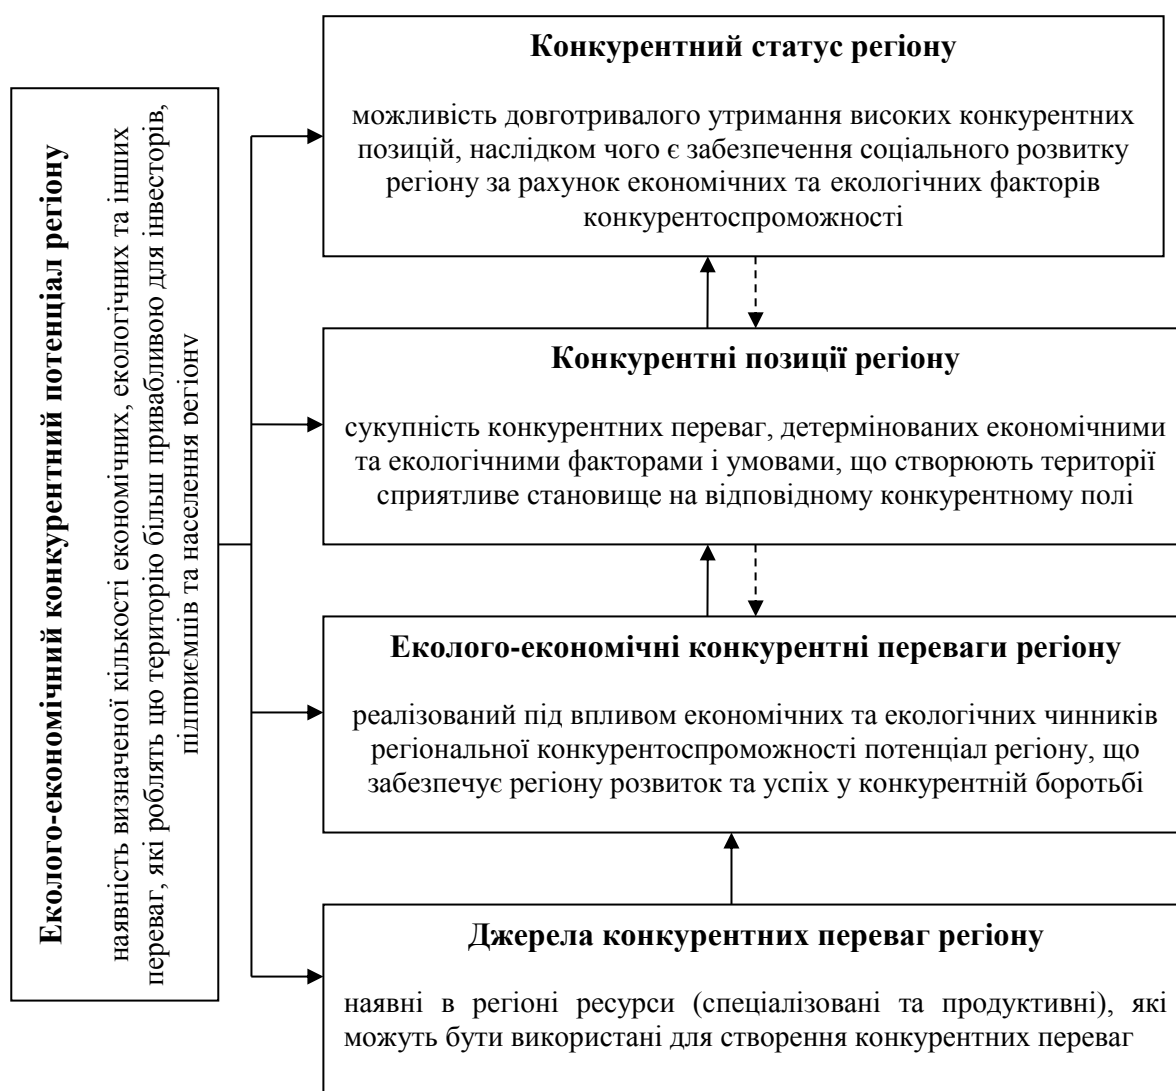 Еколого-економічний конкурентний потенціал регіону
наявність визначеної кількості економічних, екологічних та інших
переваг, які роблять цю територію більш привабливою для інвесторів,
підприємців та населення регіону
Конкурентний статус регіону
можливість довготривалого утримання високих конкурентних
позицій, наслідком чого є забезпечення соціального розвитку
регіону за рахунок економічних та екологічних факторів
конкурентоспроможності
Конкурентні позиції регіону
сукупність конкурентних переваг, детермінованих економічними
та екологічними факторами і умовами, що створюють території
сприятливе становище на відповідному конкурентному полі
Еколого-економічні конкурентні переваги регіону
реалізований під впливом економічних та екологічних чинників
регіональної конкурентоспроможності потенціал регіону, що
забезпечує регіону розвиток та успіх у конкурентній боротьбі
Джерела конкурентних переваг регіону
наявні в регіоні ресурси (спеціалізовані та продуктивні), які
можуть бути використані для створення конкурентних переваг